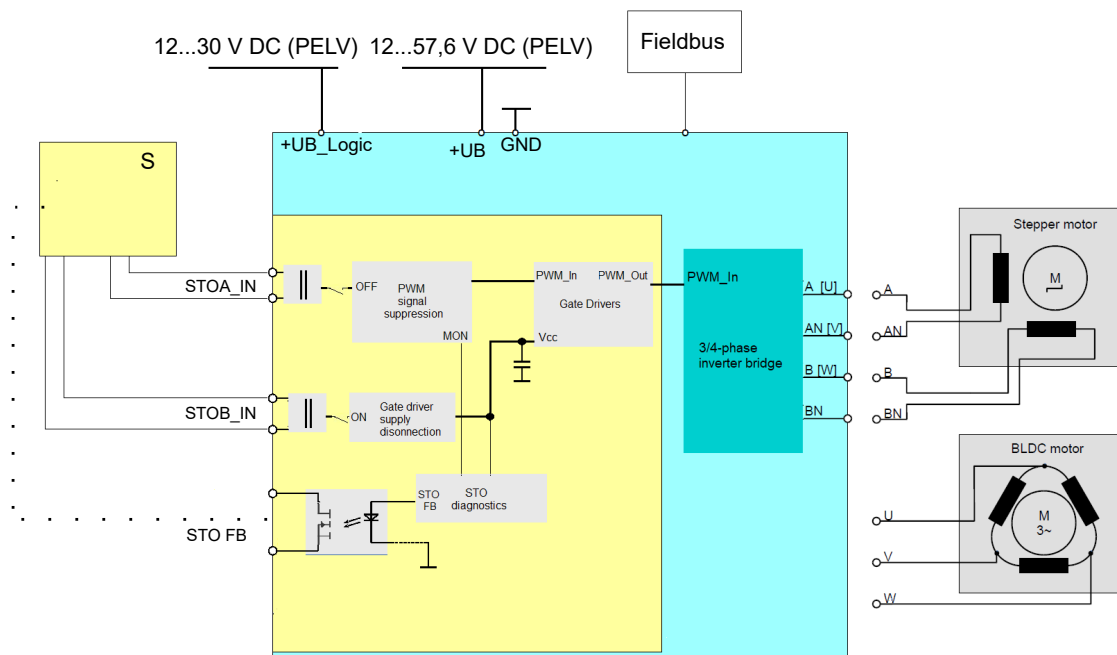 12...30 V DC (PELV)
12...57,6 V DC (PELV)
Fieldbus
+UB_Logic
+UB
GND
S
STOA_IN
OFF
PWM
signal
suppression
MON
PWM_In
PWM_Out
Gate Drivers
Vcc
PWM_In
3/4-phase
inverter bridge
A [U]
AN [V]
B [W]
BN
A
AN
B
BN
Stepper motor
M
STOB_IN
ON
Gate driver
supply
disonnection
STO
FB
STO
diagnostics
STO FB
BLDC motor
M
3~
U
V
W